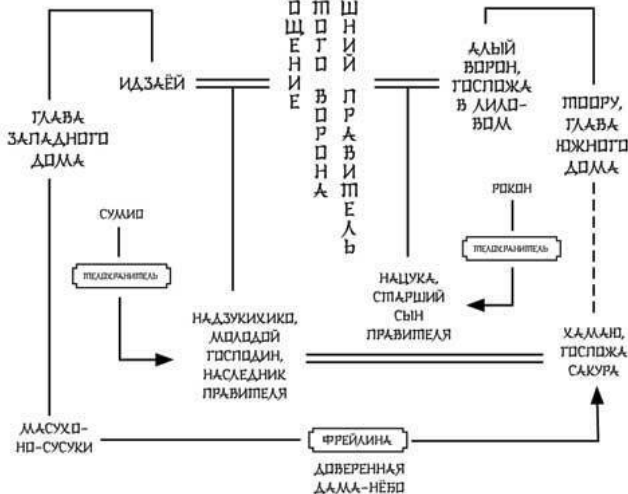 ОЩЕНИЕ
ТОГО ВОРОНА
ШНИЙ ПРАВИТЕЛЬ
ИДЗАЁЙ
АЛЫЙ
ВОРОН,
ГОСПОЖА
В ЛИЛО-
ВОМ
ГЛАВА
ЗАПАДНОГО
ДОМА
ТООРУ,
ГЛАВА
ЮЖНОГО
ДОМА
СУМИО
ТЕЛОХРАНИТЕЛЬ
РОКОН
ТЕЛОХРАНИТЕЛЬ
НАДЗУКИХИКО,
МОЛОДОЙ
ГОСПОДИН,
НАСЛЕДНИК
ПРАВИТЕЛЯ
НАЦУКА,
СТАРШИЙ
СЫН
ПРАВИТЕЛЯ
ХАМАЮ,
ГОСПОЖА
САКУРА
МАСУХО-
НО-СУСУКИ
ФРЕЙЛИНА
ДОВЕРЕННАЯ
ДАМА-НЁБО